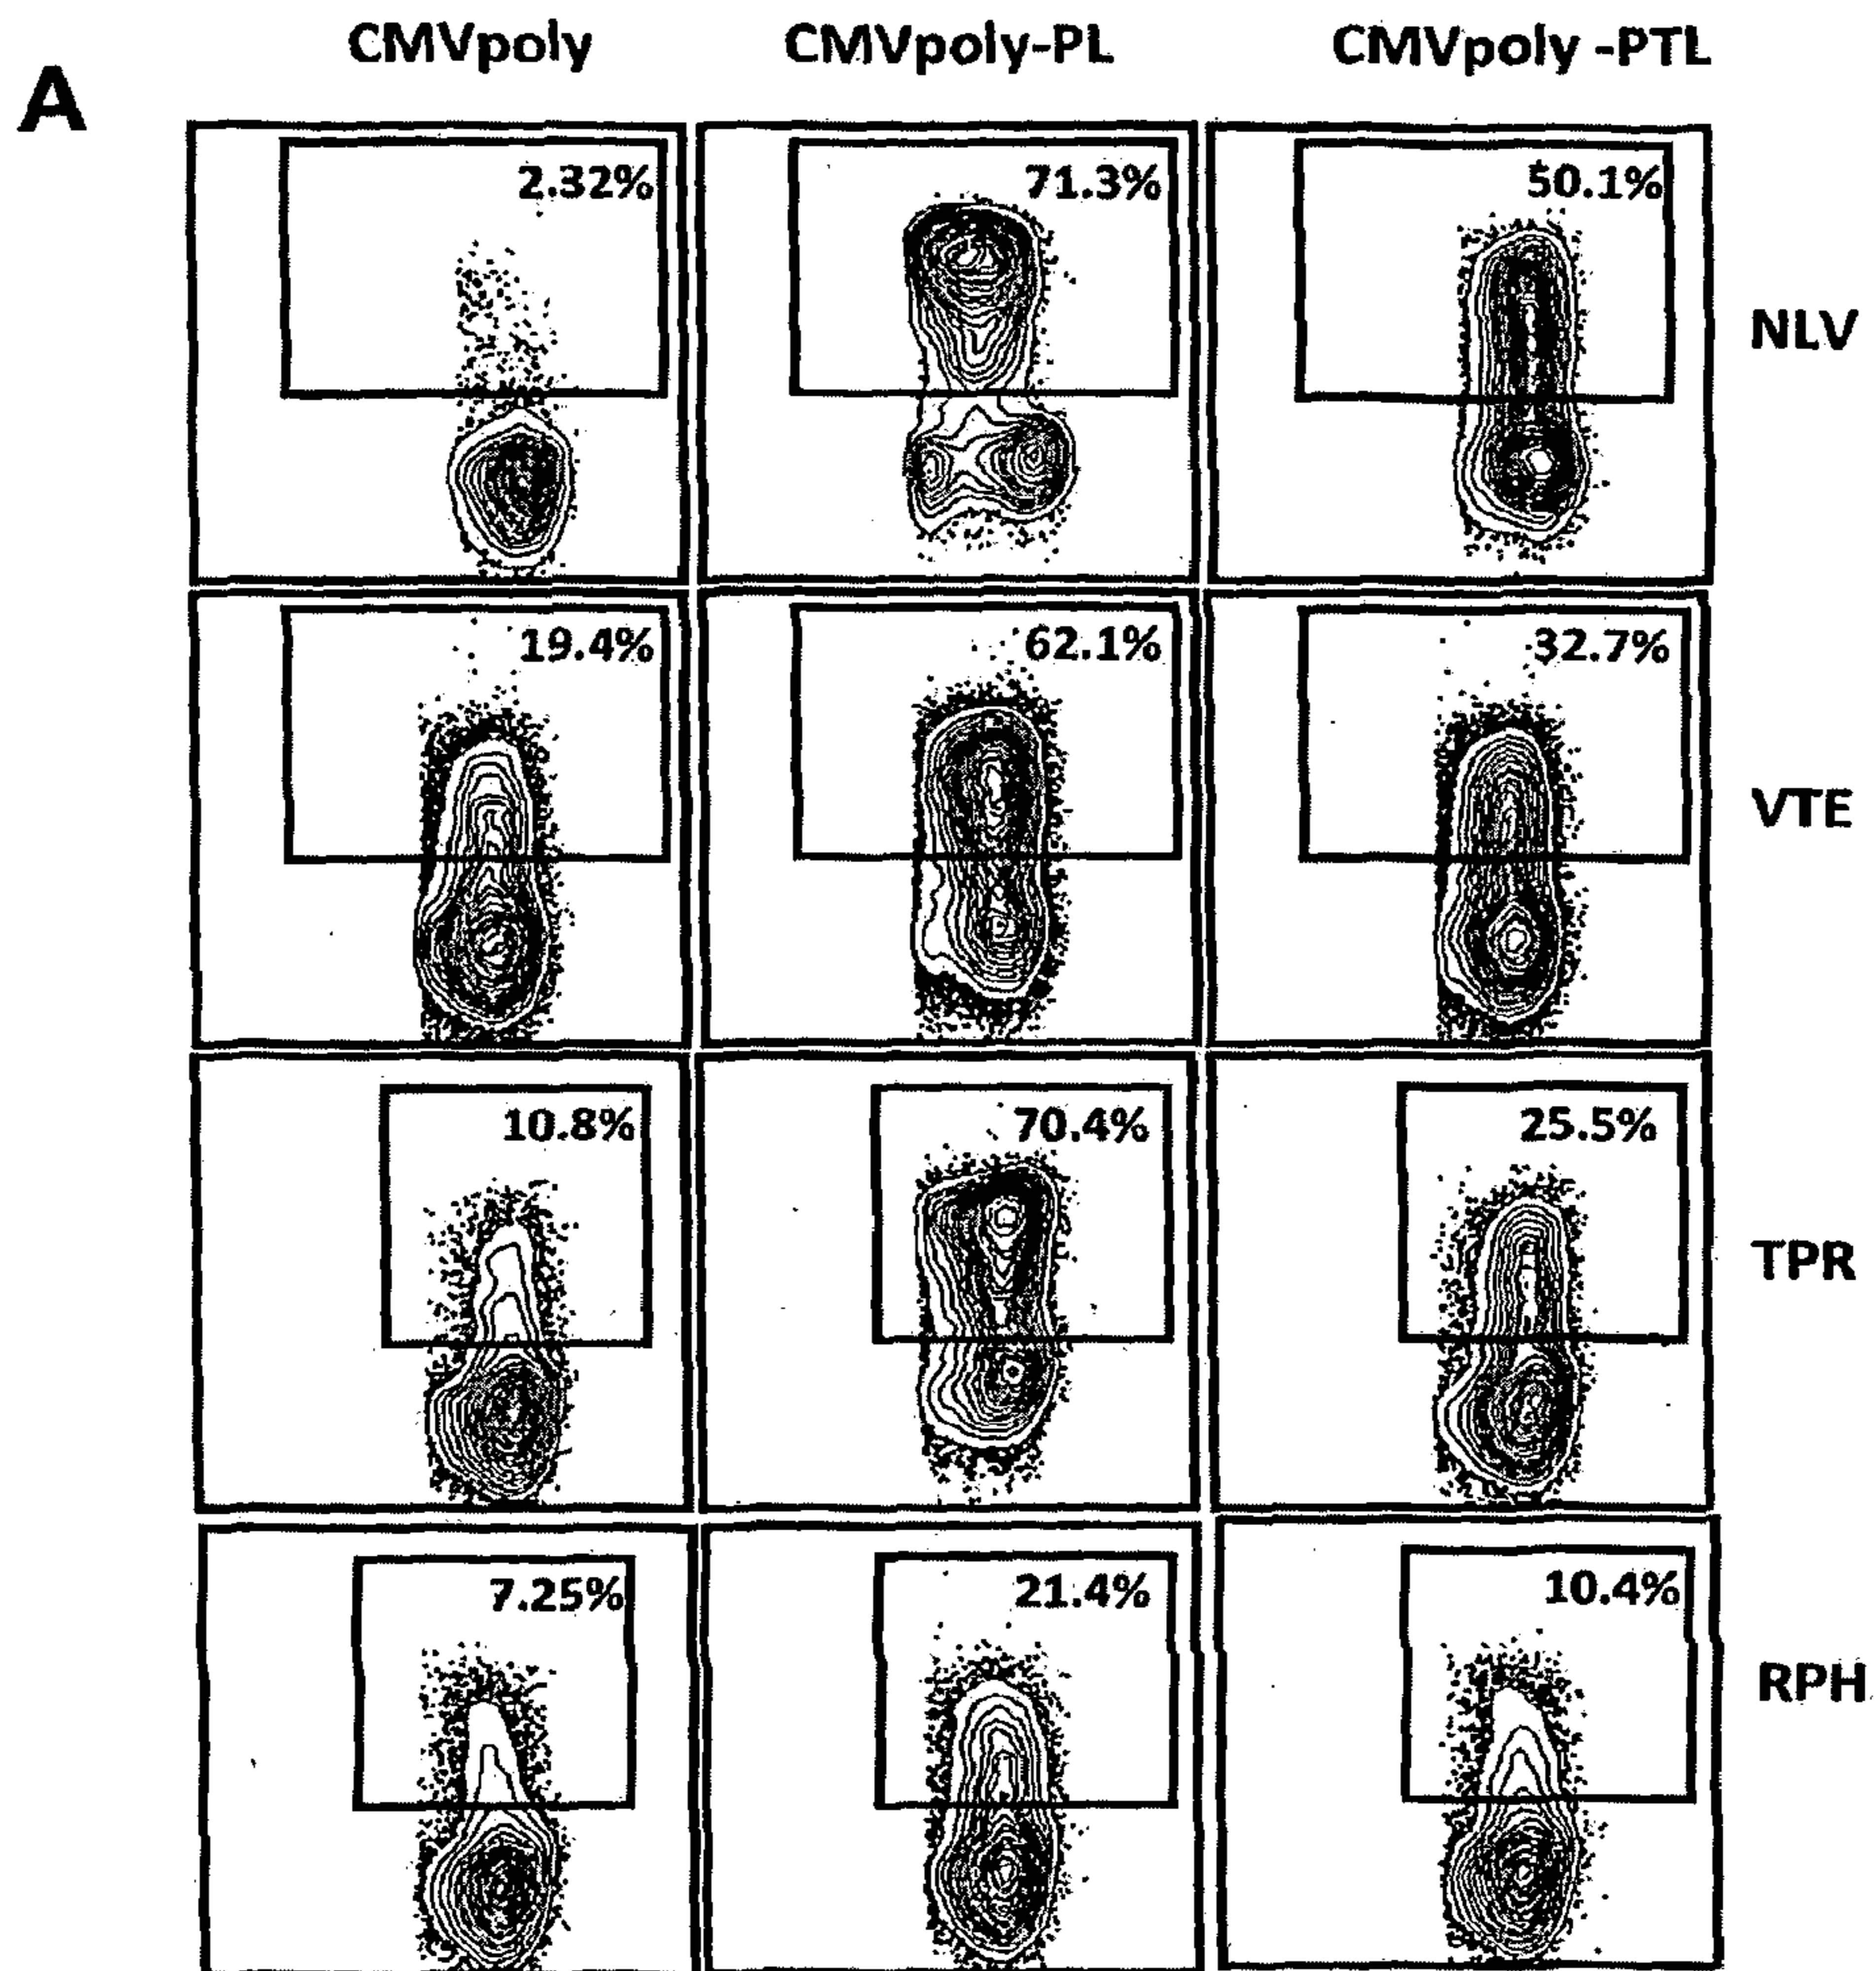 CMVpoly CMVpoly-PL CMVpoly -PTL
A
2.32% 71.3% 50.1%
NLV
19.4% 62.1% 32.7%
VTE
10.8% 70.4% 25.5%
TPR
7.25% 21.4% 10.4%
RPH